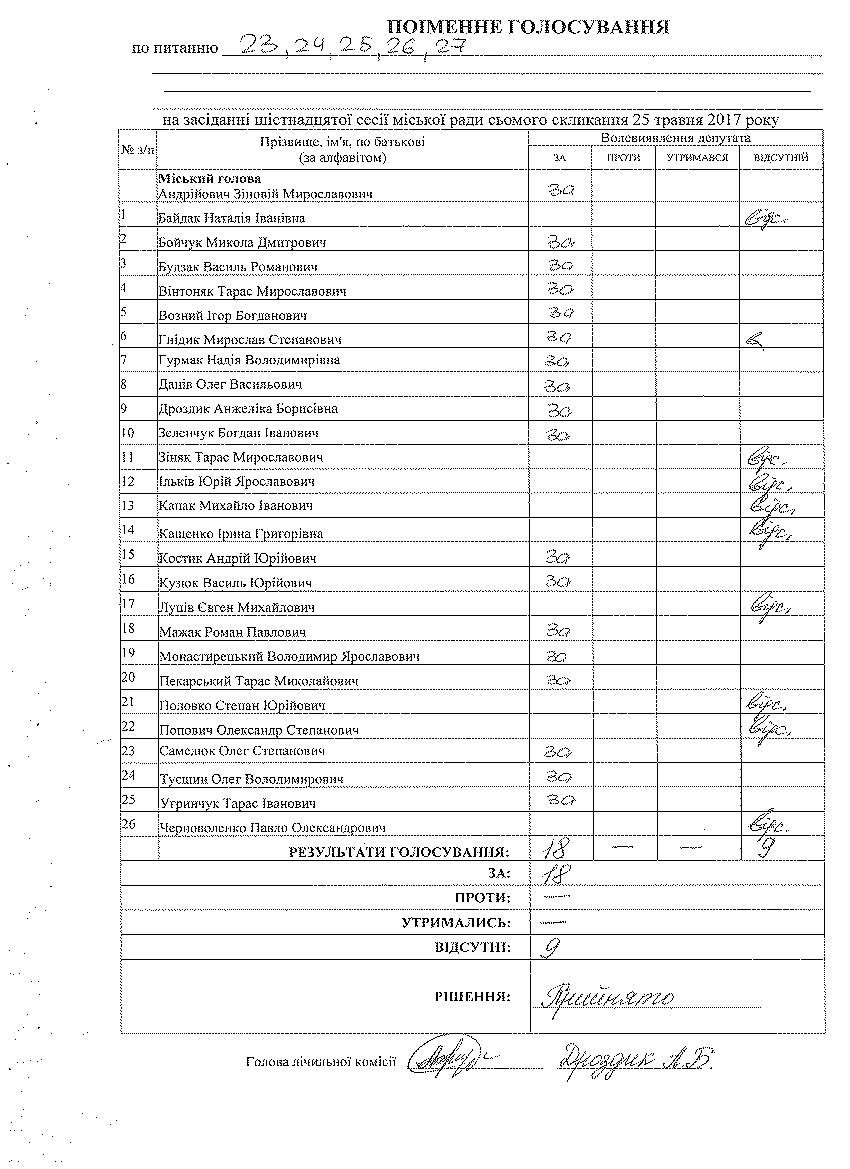 ПОІМЕННЕ ГОЛОСУВАННЯ
по питанню 23, 24, 25, 26, 27
на засіданні шістнадцятої сесії міської ради сьомого скликання 25 травня 2017 року
№ з/п Прізвище, ім'я, по батькові (за алфавітом) Волевиявлення депутата
ЗА ПРОТИ УТРИМАВСЯ ВІДСУТНІЙ
Міський голова
Андрійович Зіновій Мирославович за
1 Байдак Наталія Іванівна відс.
2 Бойчук Микола Дмитрович за
3 Будзак Василь Романович за
4 Вінтоняк Тарас Мирославович за
5 Возний Ігор Богданович за
6 Гнідик Мирослав Степанович за
7 Гурмак Надія Володимирівна за
8 Данів Олег Васильович за
9 Дроздик Анжеліка Борисівна за
10 Зеленчук Богдан Іванович за
11 Зіняк Тарас Мирославович відс.
12 Ільків Юрій Ярославович відс.
13 Капак Михайло Іванович відс.
14 Кащенко Ірина Григорівна відс.
15 Костик Андрій Юрійович за
16 Кузюк Василь Юрійович за
17 Луців Євген Михайлович відс.
18 Мажак Роман Павлович за
19 Монастирецький Володимир Ярославович за
20 Пекарський Тарас Миколайович за
21 Половко Степан Юрійович відс.
22 Попович Олександр Степанович відс.
23 Самедюк Олег Степанович за
24 Туєшин Олег Володимирович за
25 Угринчук Тарас Іванович за
26 Черноволенко Павло Олександрович відс.
РЕЗУЛЬТАТИ ГОЛОСУВАННЯ: 18 — — 9
ЗА: 18
ПРОТИ: —
УТРИМАЛИСЬ: —
ВІДСУТНІ: 9
РІШЕННЯ: Прийнято
Голова лічильної комісії Дроздик А.Б.